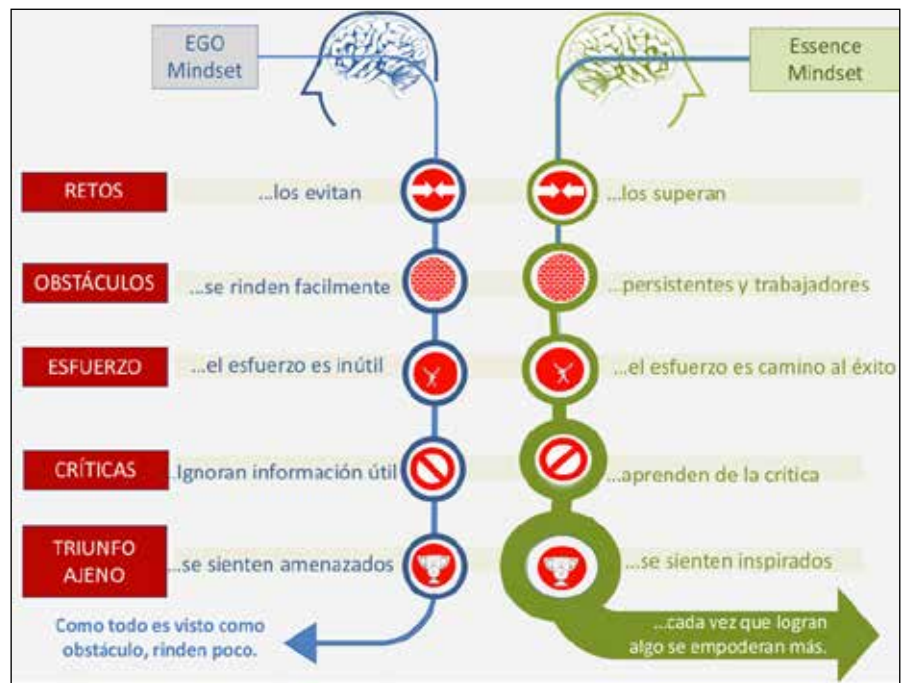 EGO
Mindset
Essence
Mindset
RETOS
...los evitan
...los superan
OBSTÁCULOS
...se rinden facilmente
...persistentes y trabajadores
ESFUERZO
...el esfuerzo es inútil
...el esfuerzo es camino al éxito
CRÍTICAS
...Ignoran información útil
...aprenden de la crítica
TRIUNFO
AJENO
...se sienten amenazados
...se sienten inspirados
Como todo es visto como
obstáculo, rinden poco.
...cada vez que logran
algo se empoderan más.